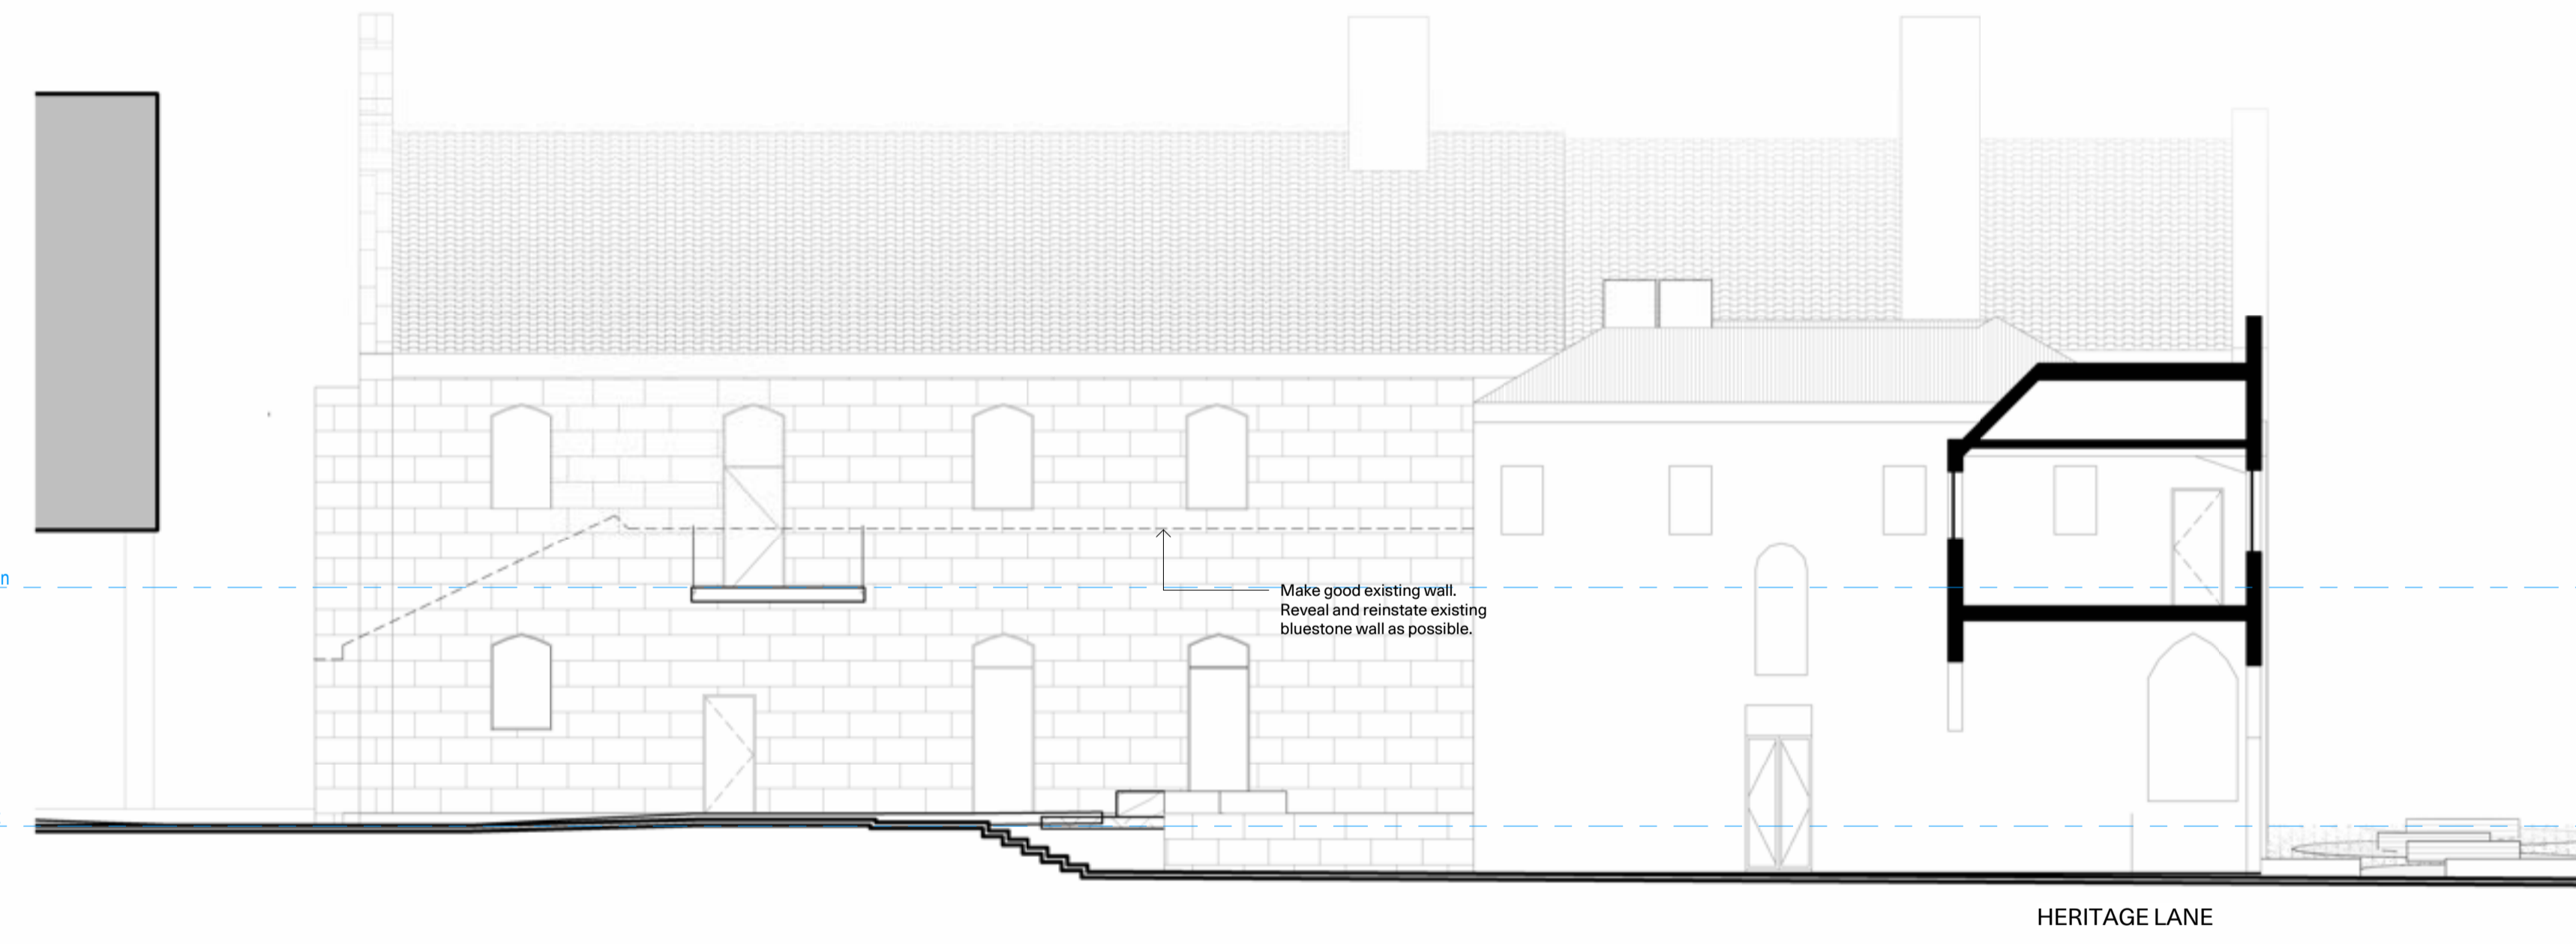 n
Make good existing wall.
Reveal and reinstate existing
bluestone wall as possible.
HERITAGE LANE